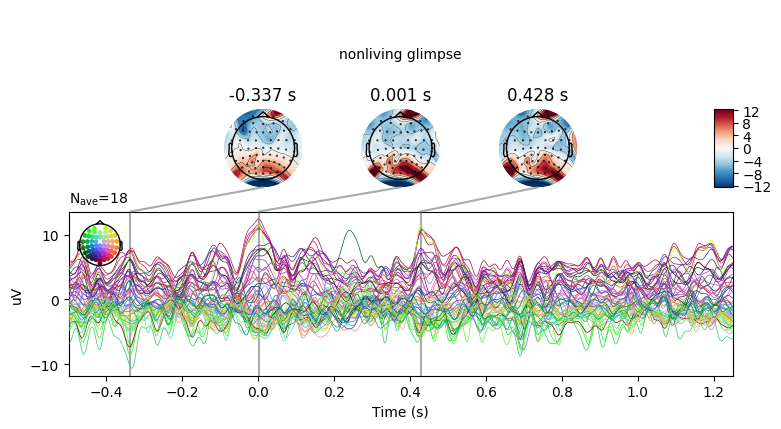 nonliving glimpse
-0.337 s 0.001 s 0.428 s
12
8
4
0
−4
−8
−12
Nave=18
10
0
−10
uV
−0.4 −0.2 0.0 0.2 0.4 0.6 0.8 1.0 1.2
Time (s)